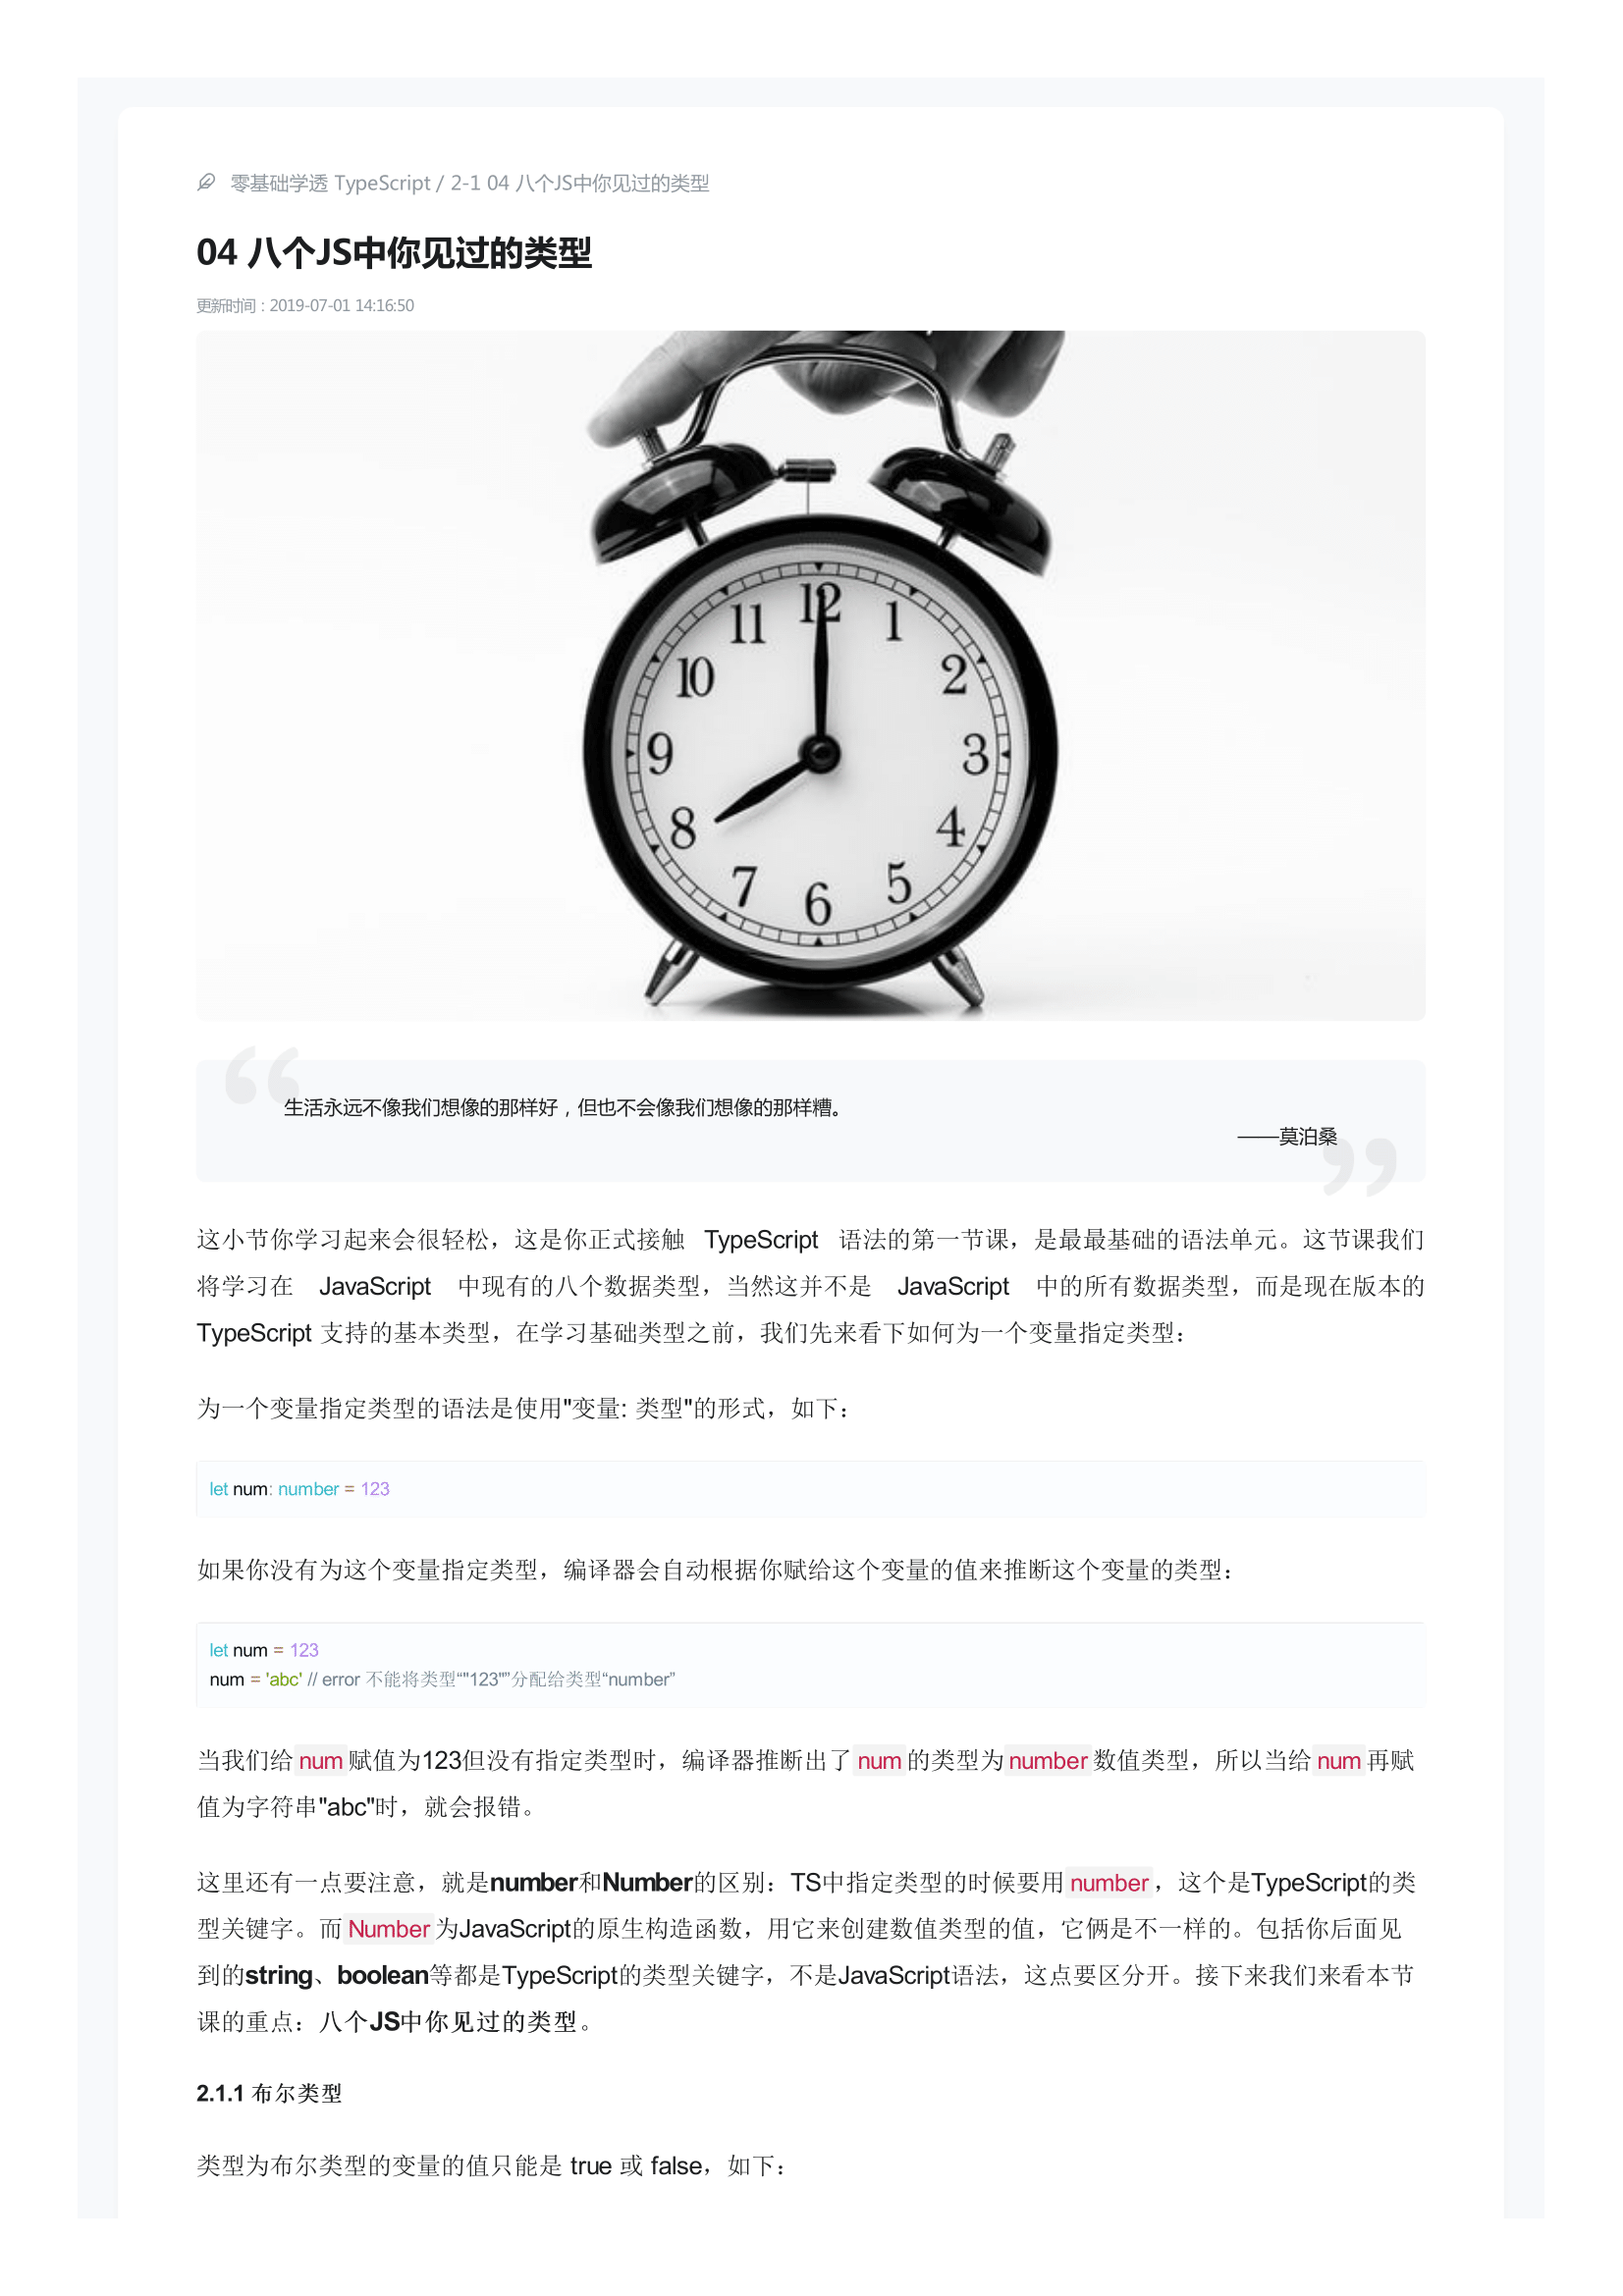 零基础学透 TypeScript / 2-1 04 八个JS中你见过的类型
04 八个JS中你见过的类型
更新时间：2019-07-01 14:16:50
12
1
2
3
4
5
6
7
8
9
10
11
“
生活永远不像我们想像的那样好，但也不会像我们想像的那样糟。
——莫泊桑
”
这小节你学习起来会很轻松，这是你正式接触 TypeScript 语法的第一节课，是最最基础的语法单元。这节课我们
将学习在 JavaScript 中现有的八个数据类型，当然这并不是 JavaScript 中的所有数据类型，而是现在版本的
TypeScript 支持的基本类型，在学习基础类型之前，我们先来看下如何为一个变量指定类型：
为一个变量指定类型的语法是使用"变量: 类型"的形式，如下：
let num: number = 123
如果你没有为这个变量指定类型，编译器会自动根据你赋给这个变量的值来推断这个变量的类型：
let num = 123
num = 'abc' // error 不能将类型“"123"”分配给类型“number”
当我们给num赋值为123但没有指定类型时，编译器推断出了num的类型为number数值类型，所以当给num再赋
值为字符串"abc"时，就会报错。
这里还有一点要注意，就是number和Number的区别：TS中指定类型的时候要用number，这个是TypeScript的类
型关键字。而Number为JavaScript的原生构造函数，用它来创建数值类型的值，它俩是不一样的。包括你后面见
到的string、boolean等都是TypeScript的类型关键字，不是JavaScript语法，这点要区分开。接下来我们来看本节
课的重点：八个JS中你见过的类型。
2.1.1 布尔类型
类型为布尔类型的变量的值只能是 true 或 false，如下：